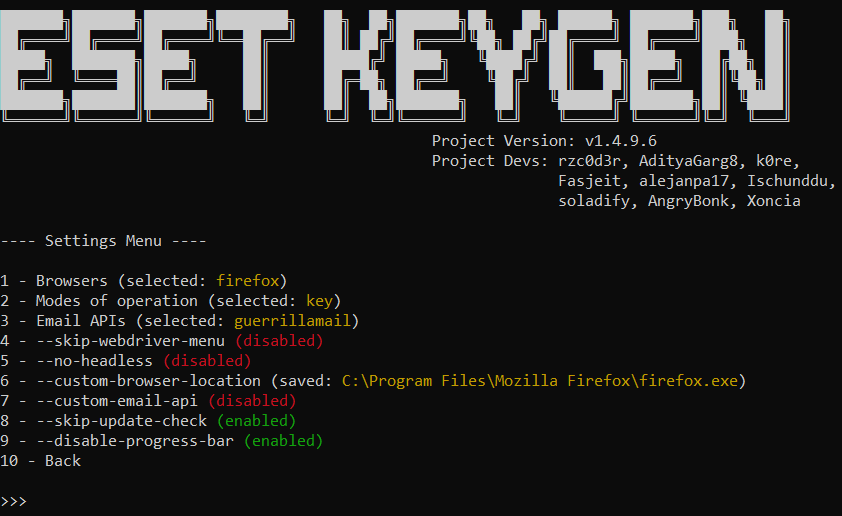 ESET KEYGEN
Project Version: v1.4.9.6
Project Devs: rzc0d3r, AdityaGarg8, k0re,
Fasjeit, alejanpa17, Ischunddu,
soladify, AngryBonk, Xoncia
---- Settings Menu ----
1 - Browsers (selected: firefox)
2 - Modes of operation (selected: key)
3 - Email APIs (selected: guerrillamail)
4 - --skip-webdriver-menu (disabled)
5 - --no-headless (disabled)
6 - --custom-browser-location (saved: C:\Program Files\Mozilla Firefox\firefox.exe)
7 - --custom-email-api (disabled)
8 - --skip-update-check (enabled)
9 - --disable-progress-bar (enabled)
10 - Back
>>>